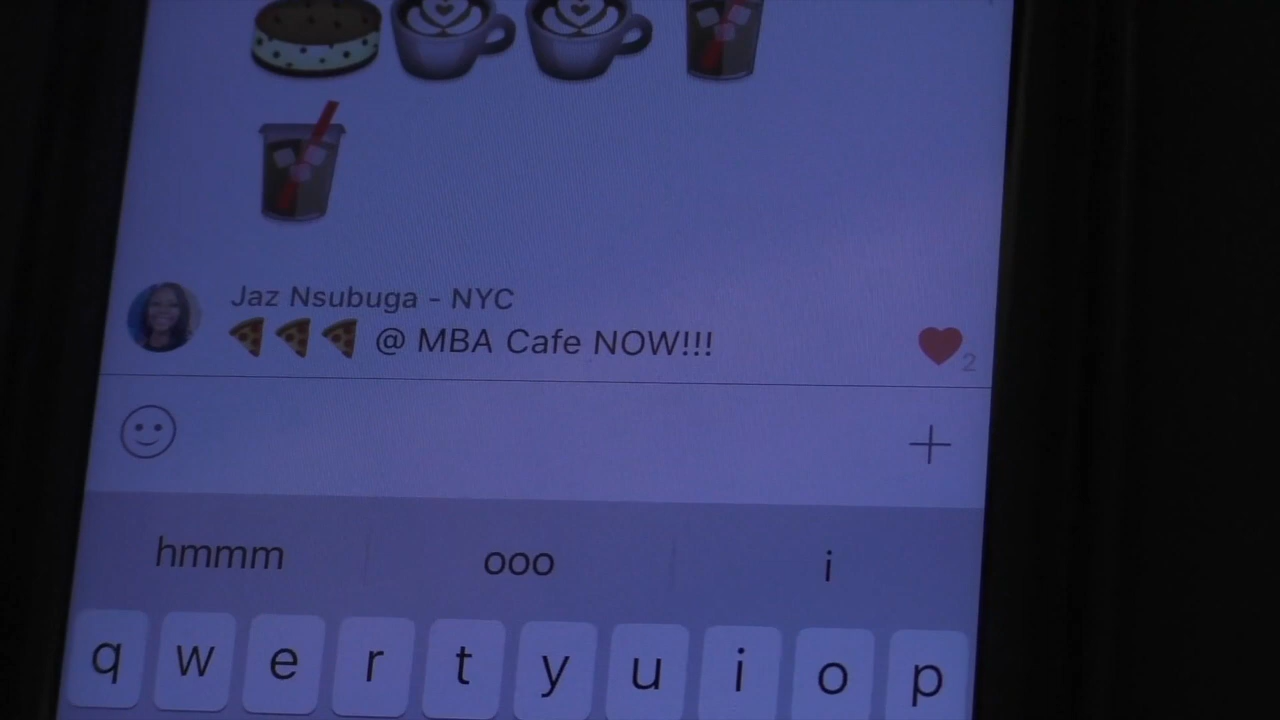 Jaz Nsubuga - NYC
🍕🍕🍕 @ MBA Cafe NOW!!!
2
hmmm ooo i
q w e r t y u i o p